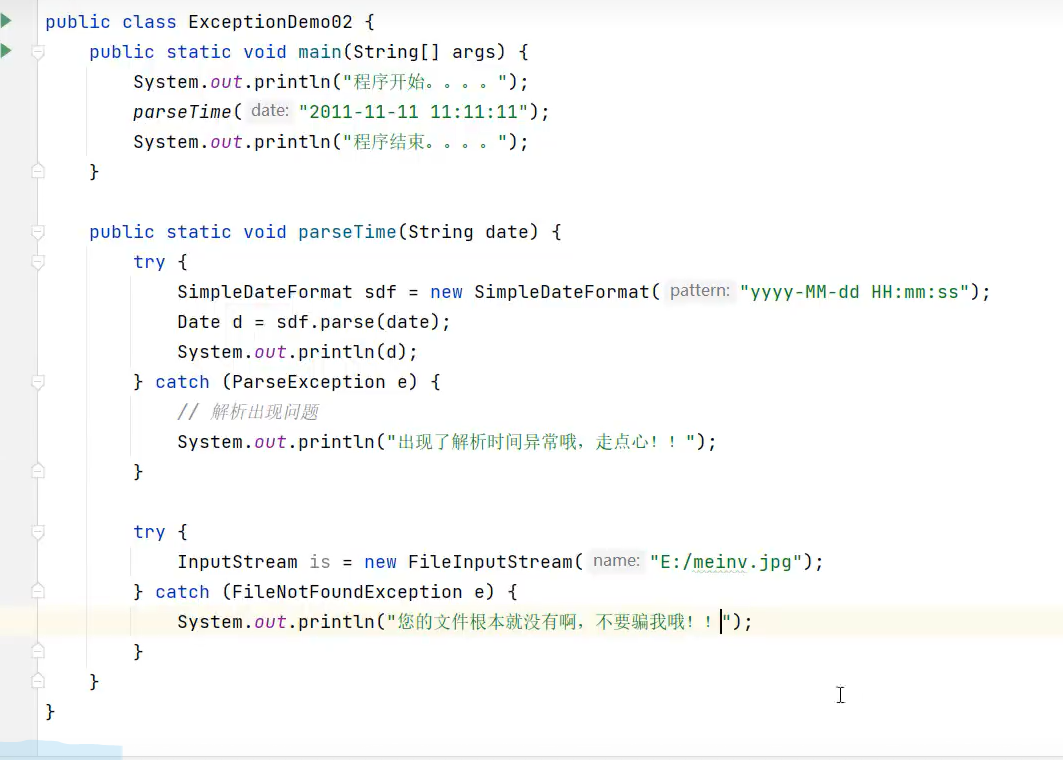 public class ExceptionDemo02 {
    public static void main(String[] args) {
        System.out.println("程序开始。。。。");
        parseTime( date: "2011-11-11 11:11:11");
        System.out.println("程序结束。。。。");
    }

    public static void parseTime(String date) {
        try {
            SimpleDateFormat sdf = new SimpleDateFormat( pattern: "yyyy-MM-dd HH:mm:ss");
            Date d = sdf.parse(date);
            System.out.println(d);
        } catch (ParseException e) {
            // 解析出现问题
            System.out.println("出现了解析时间异常哦，走点心！！");
        }

        try {
            InputStream is = new FileInputStream( name: "E:/meinv.jpg");
        } catch (FileNotFoundException e) {
            System.out.println("您的文件根本就没有啊，不要骗我哦！！");
        }
    }
}